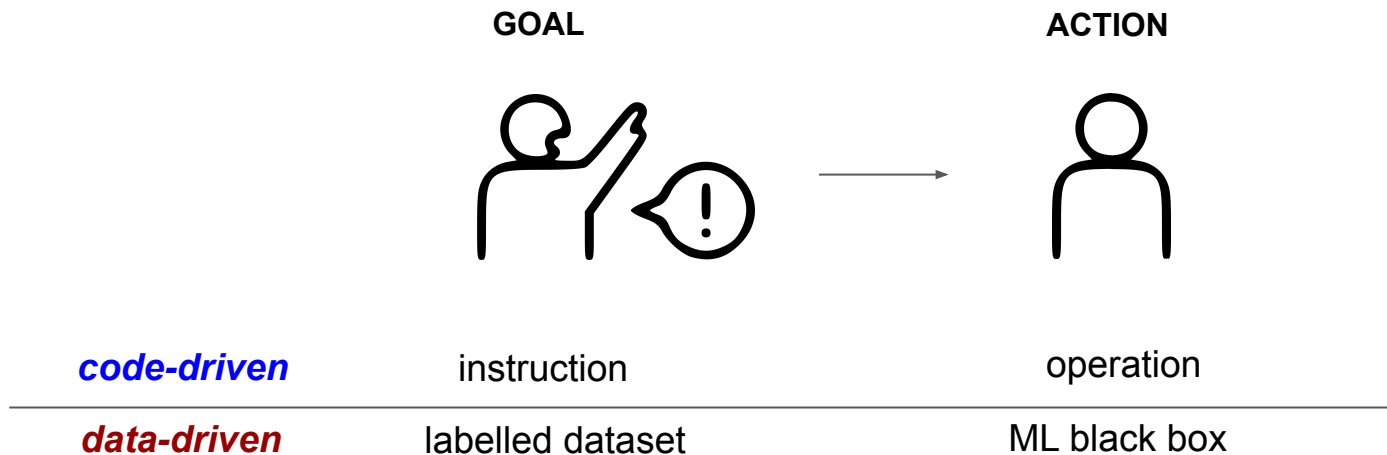 GOAL ACTION
!
code-driven instruction operation
data-driven labelled dataset ML black box